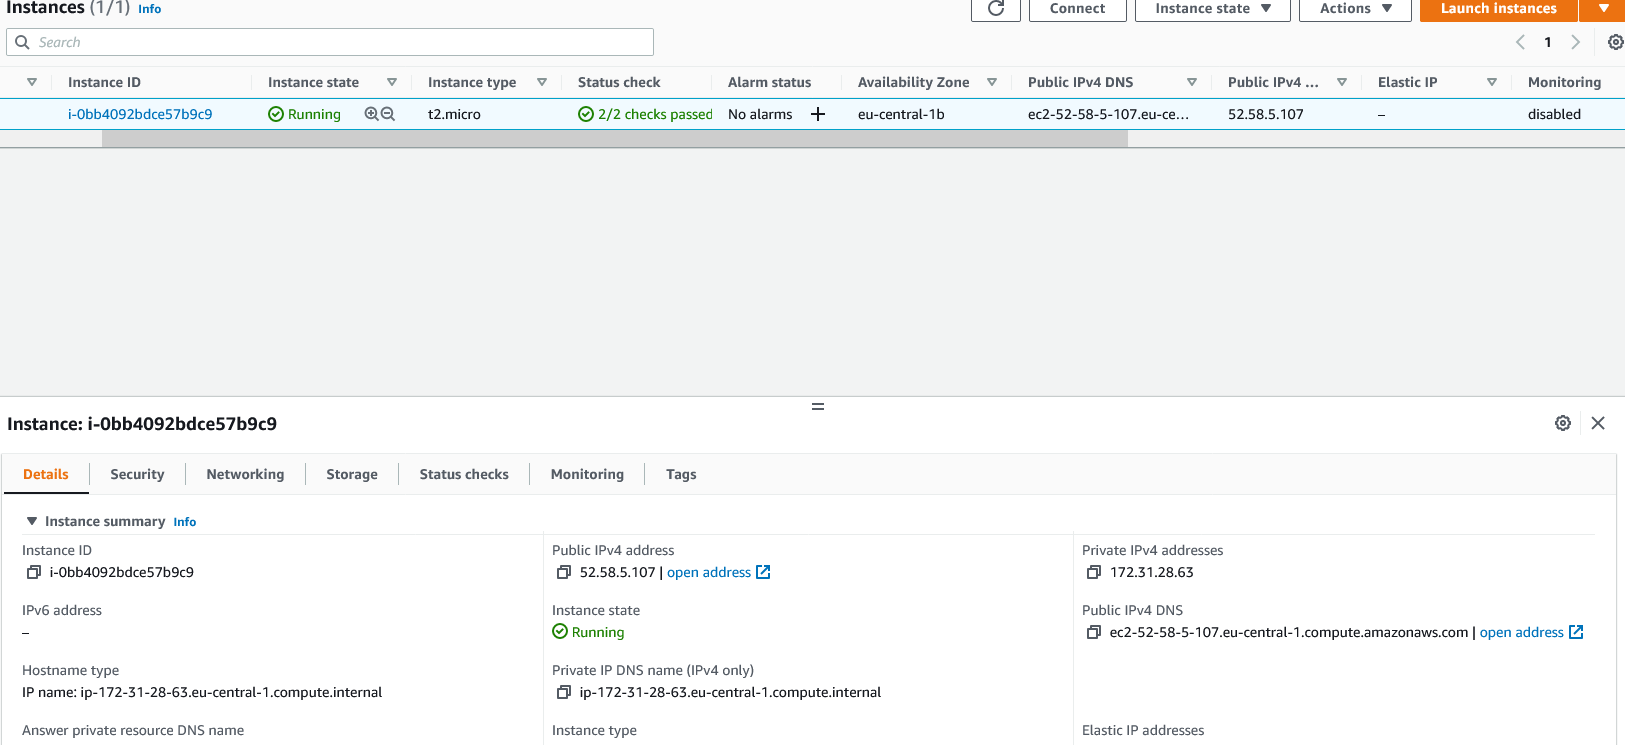 Instances (1/1) Info
Connect Instance state Actions Launch instances
Search 1
Instance ID Instance state Instance type Status check Alarm status Availability Zone Public IPv4 DNS Public IPv4 ... Elastic IP Monitoring
i-0bb4092bdce57b9c9 Running t2.micro 2/2 checks passed No alarms + eu-central-1b ec2-52-58-5-107.eu-ce... 52.58.5.107 – disabled
Instance: i-0bb4092bdce57b9c9
Details Security Networking Storage Status checks Monitoring Tags
Instance summary Info
Instance ID Public IPv4 address Private IPv4 addresses
i-0bb4092bdce57b9c9 52.58.5.107 | open address 172.31.28.63
IPv6 address Instance state Public IPv4 DNS
– Running ec2-52-58-5-107.eu-central-1.compute.amazonaws.com | open address
Hostname type Private IP DNS name (IPv4 only)
IP name: ip-172-31-28-63.eu-central-1.compute.internal ip-172-31-28-63.eu-central-1.compute.internal
Answer private resource DNS name Instance type Elastic IP addresses